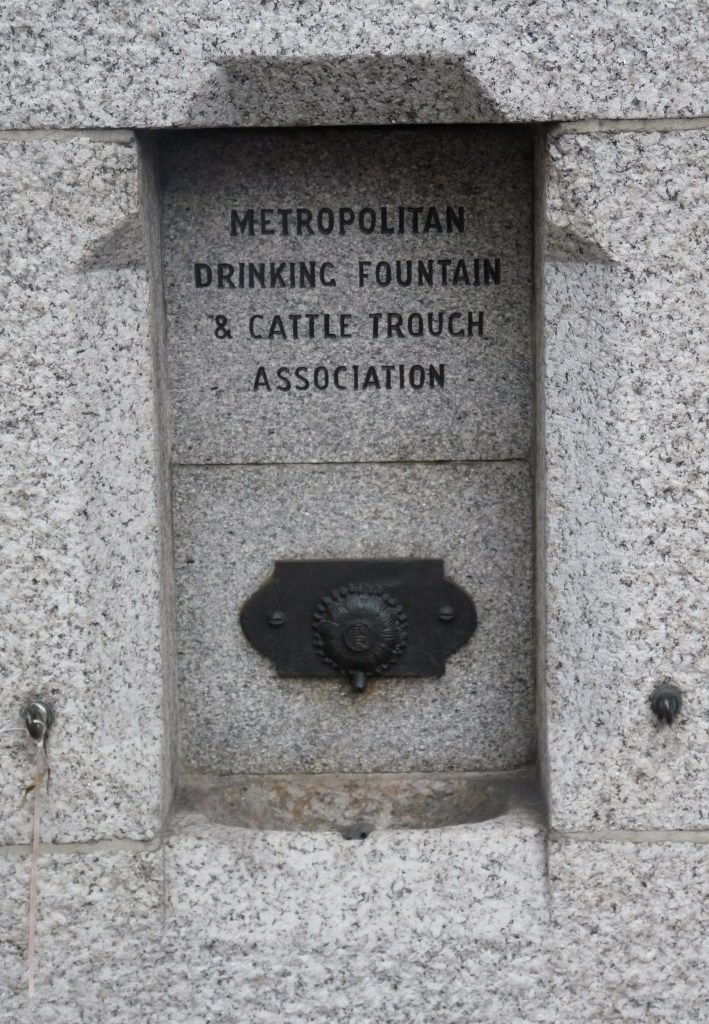 METROPOLITAN
DRINKING FOUNTAIN
& CATTLE TROUGH
ASSOCIATION